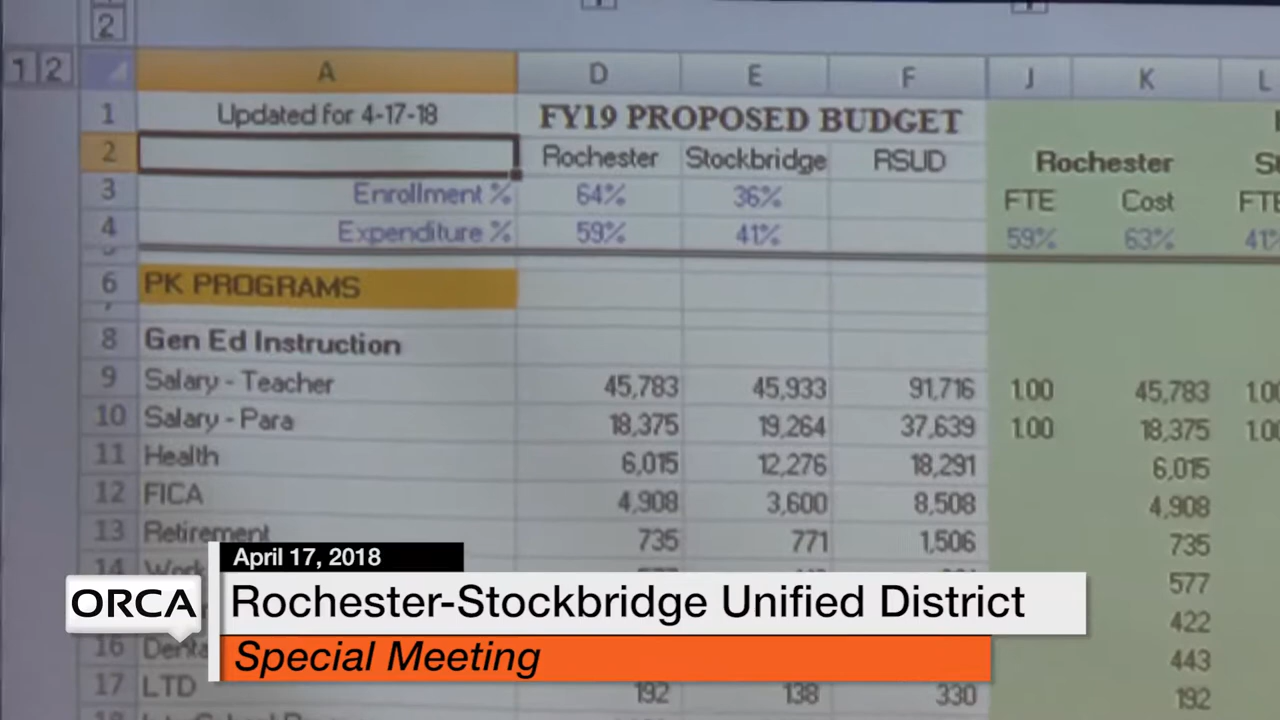 2
1 2
A D E F J K L
1 Updated for 4-17-18 FY19 PROPOSED BUDGET
2 Rochester Stockbridge RSUD Rochester
3 Enrollment % 64% 36% FTE Cost FTE
4 Expenditure % 59% 41% 59% 63% 41%
6 PK PROGRAMS
8 Gen Ed Instruction
9 Salary - Teacher 45,783 45,933 91,716 1.00 45,783 1.00
10 Salary - Para 18,375 19,264 37,639 1.00 18,375 1.00
11 Health 6,015 12,276 18,291 6,015
12 FICA 4,908 3,600 8,508 4,908
13 Retirement 735 771 1,506 735
14 577
422
16 443
17 LTD 192 138 330 192
April 17, 2018
ORCA Rochester-Stockbridge Unified District
Special Meeting